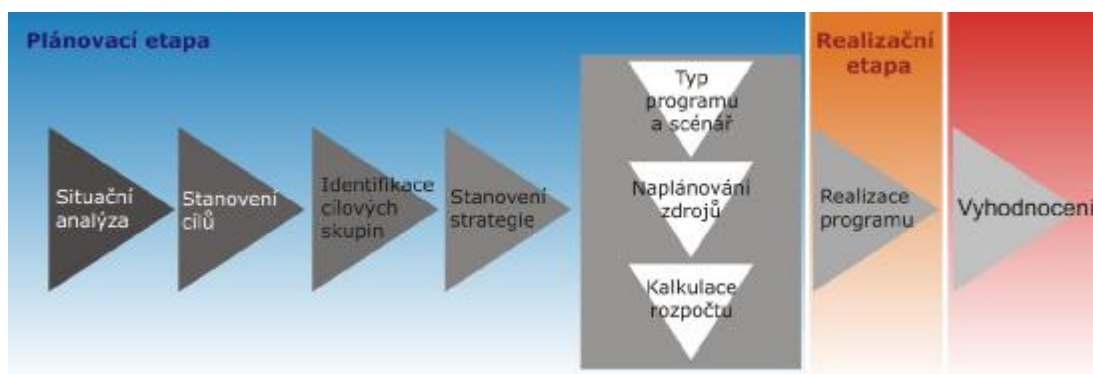 Plánovací etapa
Situační
analýza
Stanovení
cílů
Identifikace
cílových
skupin
Stanovení
strategie
Typ
programu
a scénář
Naplánování
zdrojů
Kalkulace
rozpočtu
Realizační
etapa
Realizace
programu
Vyhodnocení